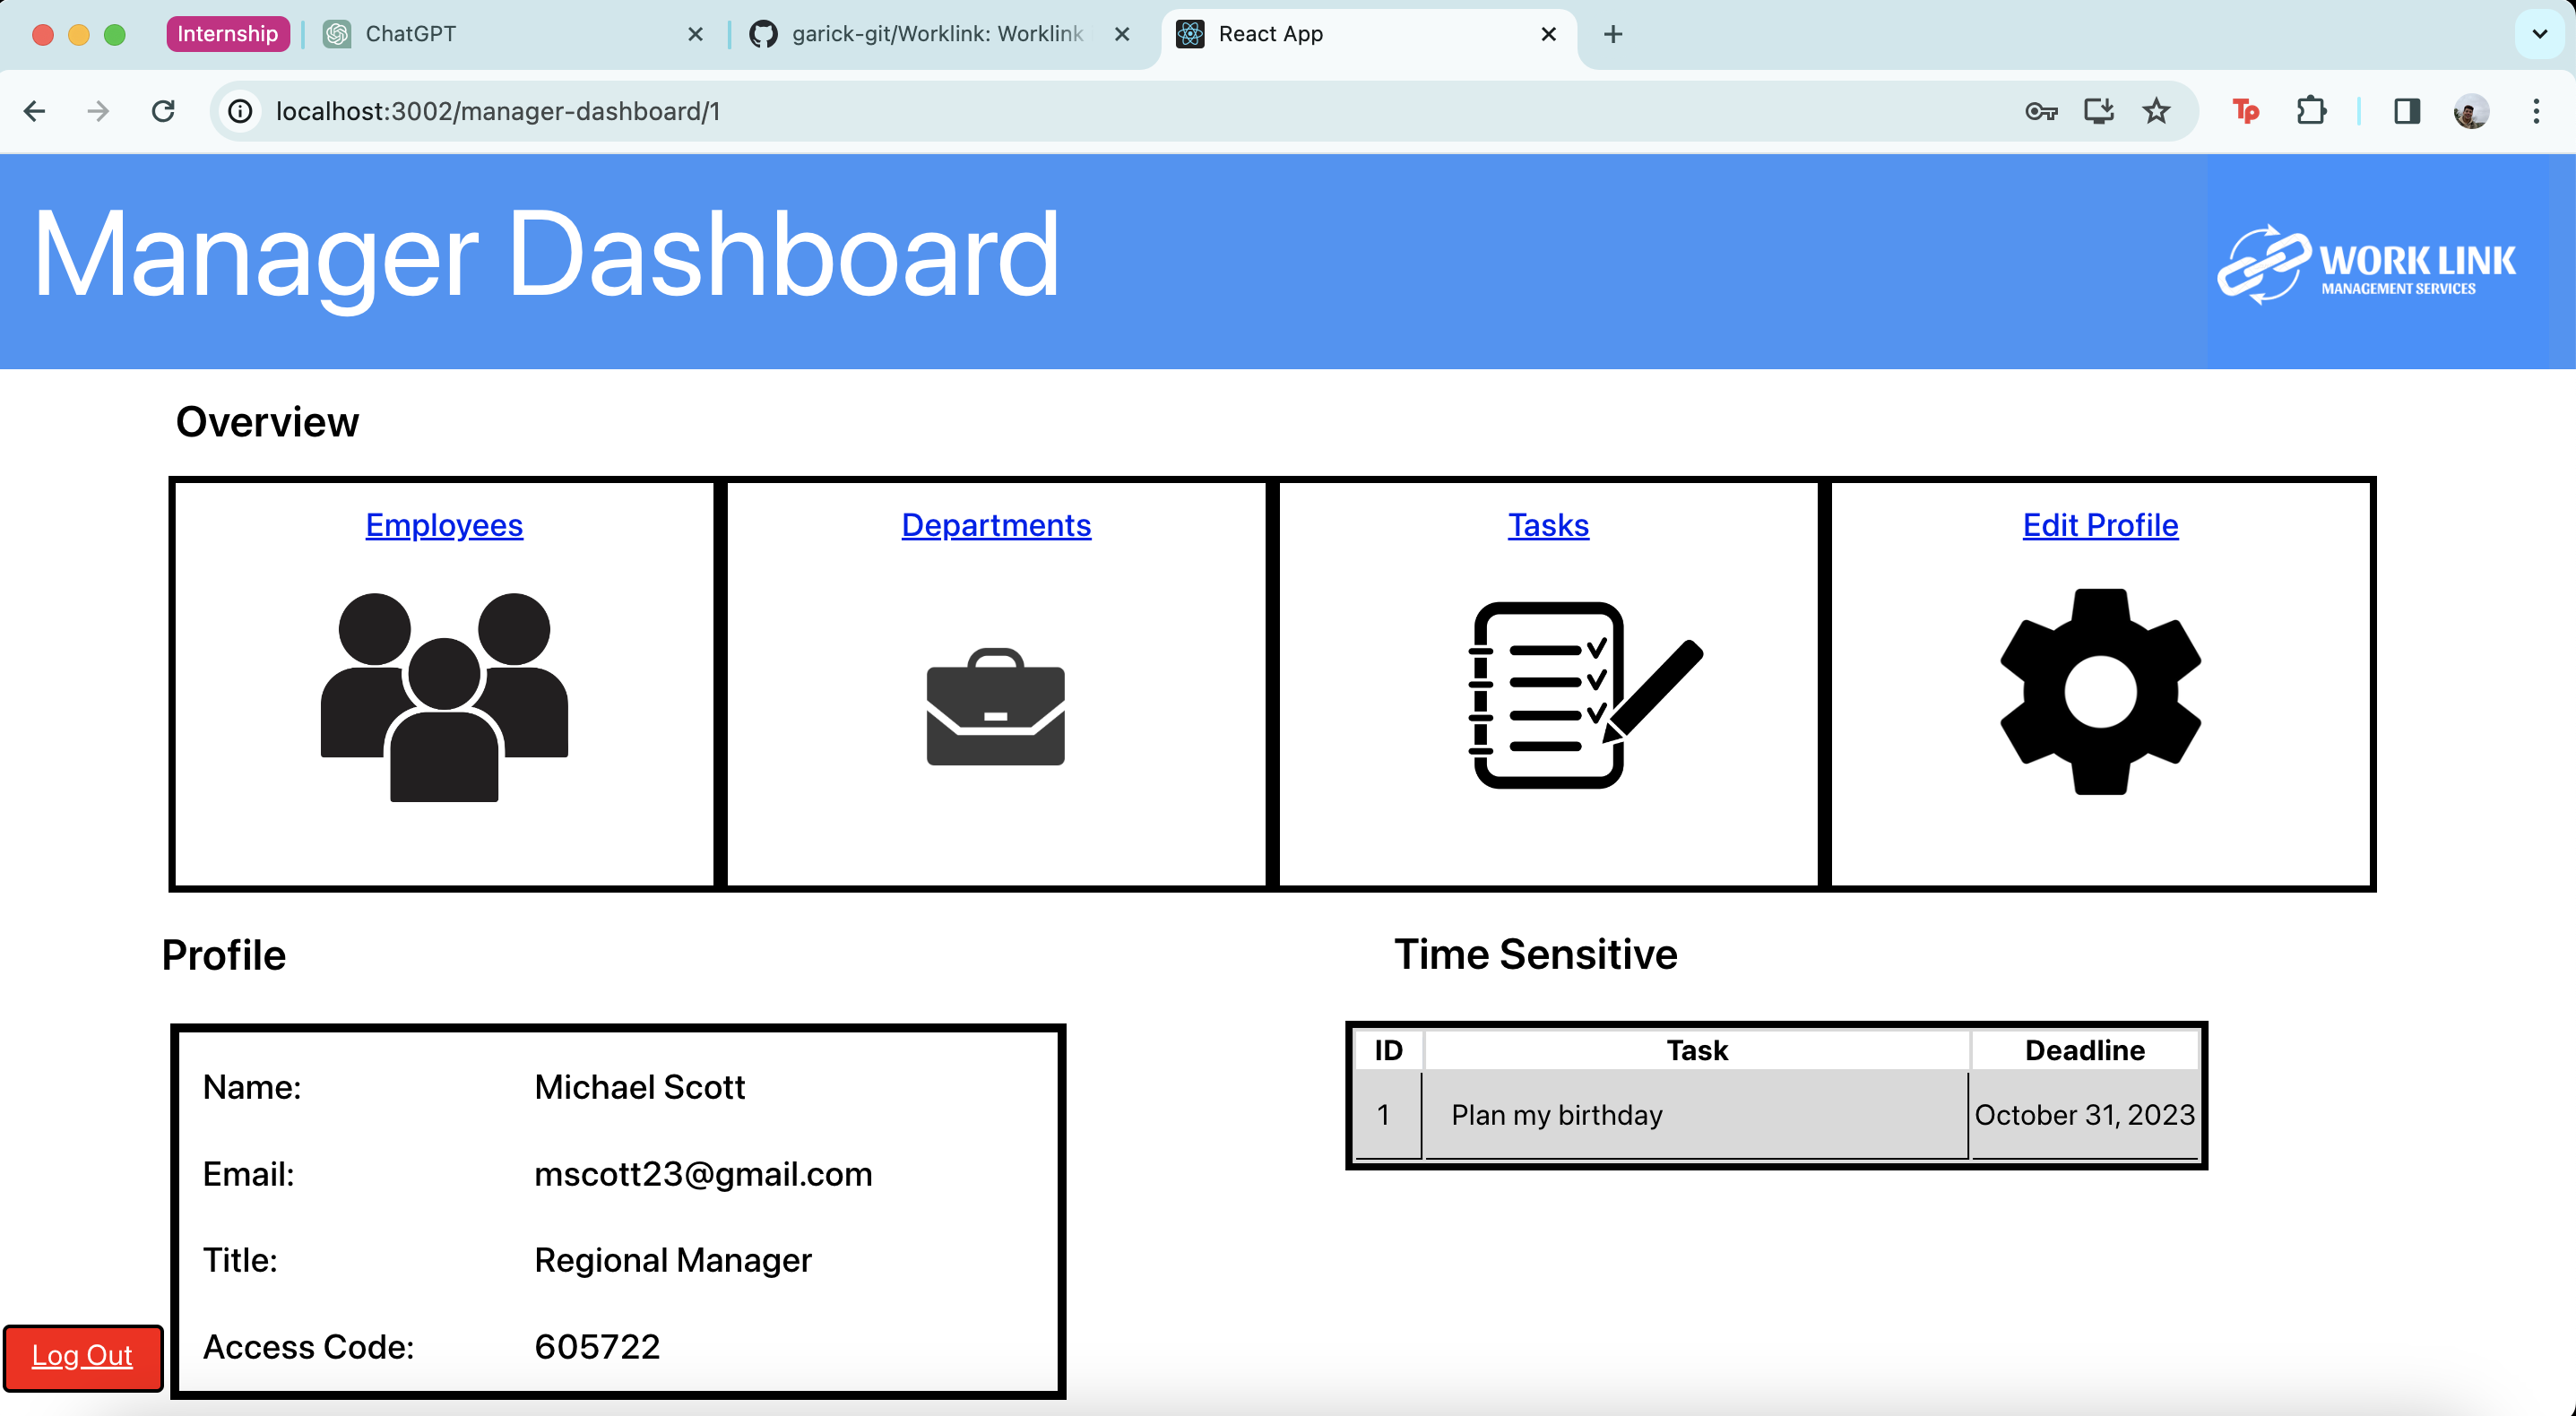 Internship ChatGPT garick-git/Worklink: Worklink React App
localhost:3002/manager-dashboard/1 Tp
Manager Dashboard
WORK LINK
MANAGEMENT SERVICES
Overview
Employees Departments Tasks Edit Profile
Profile
Name: Michael Scott
Email: mscott23@gmail.com
Title: Regional Manager
Access Code: 605722
Log Out
Time Sensitive
ID Task Deadline
1 Plan my birthday October 31, 2023